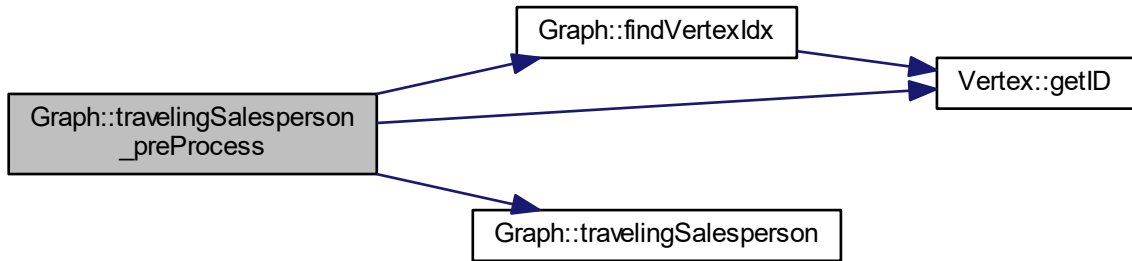 Graph::findVertexIdx
Vertex::getID
Graph::travelingSalesperson
_preProcess
Graph::travelingSalesperson